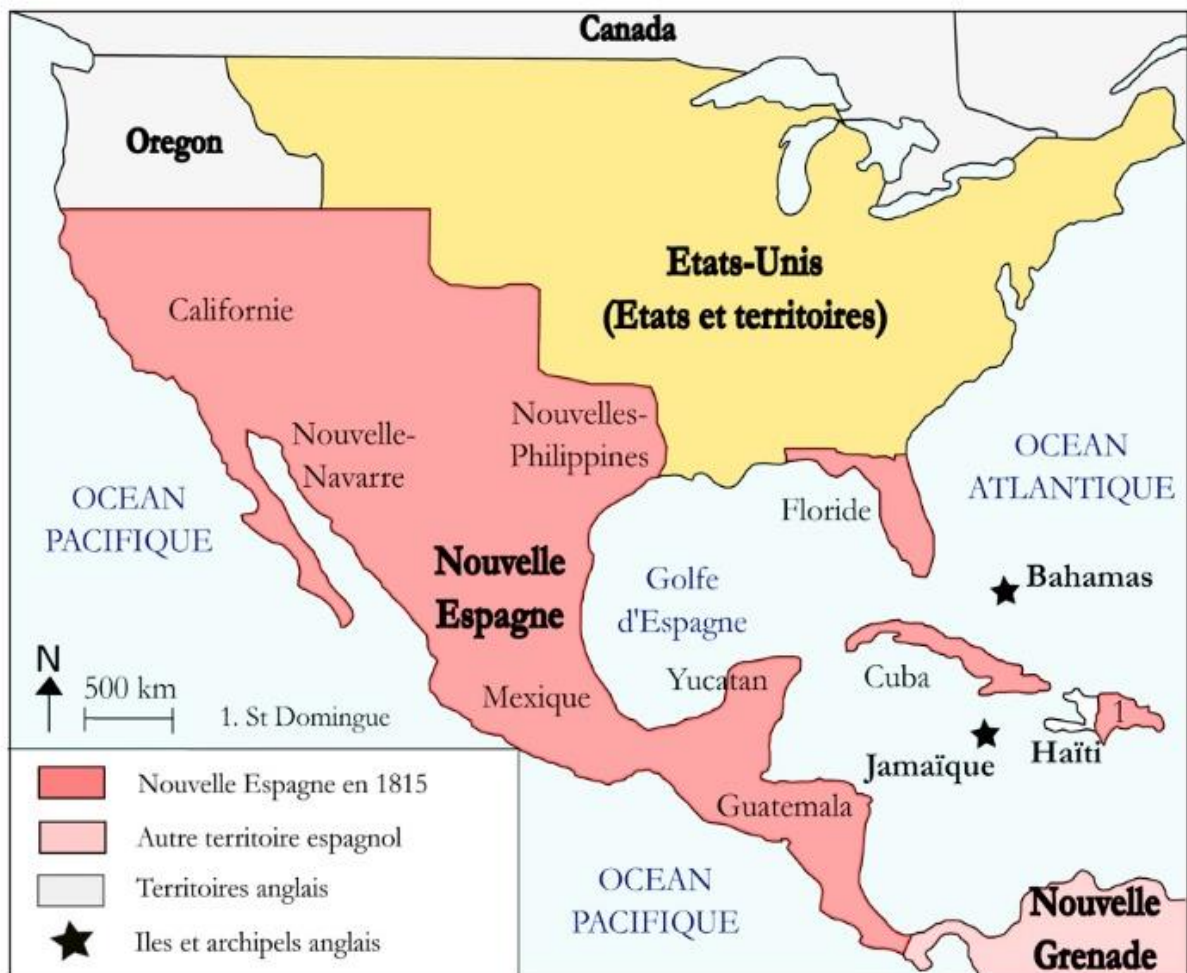 Canada
Oregon
Etats-Unis
(Etats et territoires)
Californie
Nouvelle-
Navarre
Nouvelles-
Philippines
OCEAN
PACIFIQUE
OCEAN
ATLANTIQUE
Floride
Nouvelle
Espagne
Golfe
d'Espagne
Bahamas
Yucatan
Cuba
Mexique
1
Haïti
Jamaïque
Guatemala
N
500 km
1. St Domingue
Nouvelle Espagne en 1815
Autre territoire espagnol
Territoires anglais
Iles et archipels anglais
OCEAN
PACIFIQUE
Nouvelle
Grenade